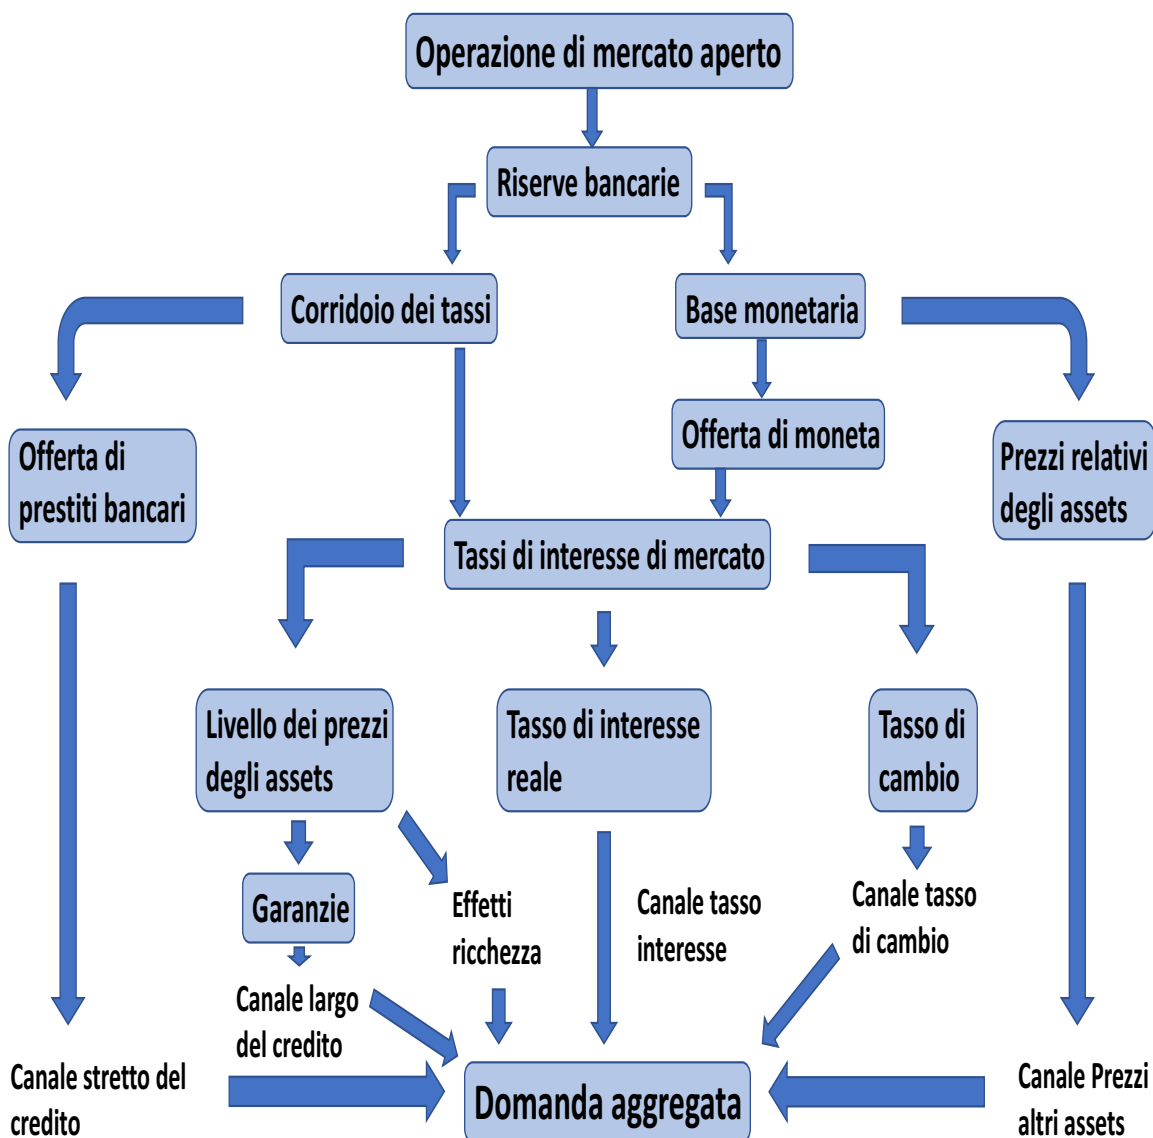 Operazione di mercato aperto
Riserve bancarie
Corridoio dei tassi
Base monetaria
Offerta di moneta
Offerta di
prestiti bancari
Prezzi relativi
degli assets
Tassi di interesse di mercato
Livello dei prezzi
degli assets
Tasso di interesse
reale
Tasso di
cambio
Garanzie
Effetti
ricchezza
Canale tasso
interesse
Canale tasso
di cambio
Canale largo
del credito
Canale stretto del
credito
Domanda aggregata
Canale Prezzi
altri assets